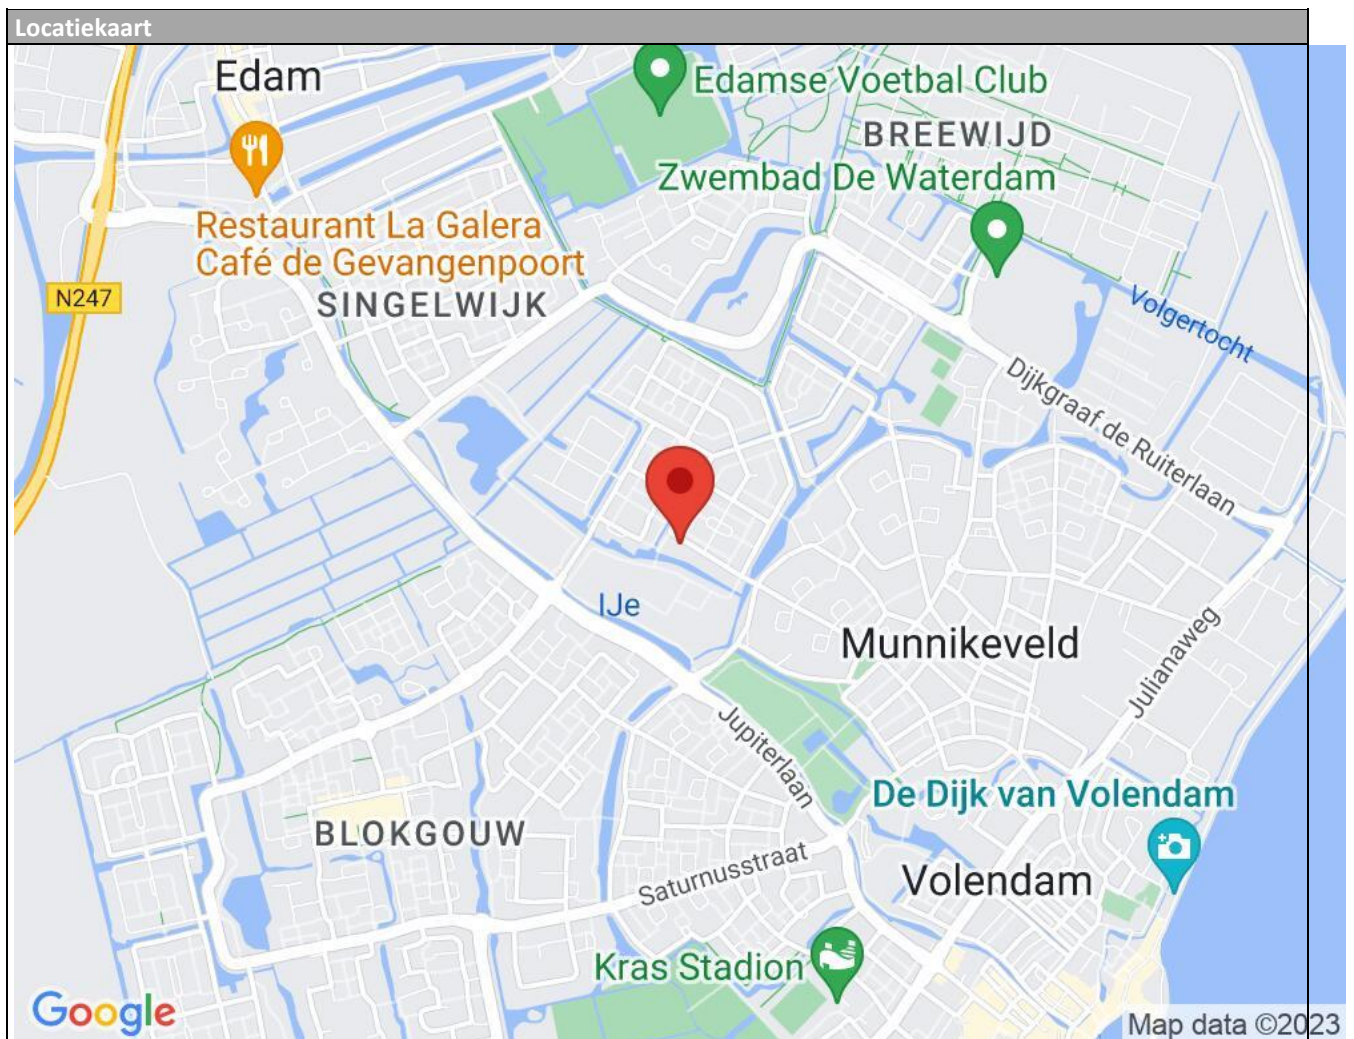 Locatiekaart
Edam
Edamse Voetbal Club
BREEWIJD
Zwembad De Waterdam
Restaurant La Galera
Café de Gevangenpoort
N247
SINGELWIJK
Volgertocht
Dijkgraaf de Ruiterlaan
IJe
Munnikeveld
Julianaweg
Jupiterlaan
De Dijk van Volendam
BLOKGOUW
Saturnusstraat
Volendam
Kras Stadion
Google
Map data ©2023